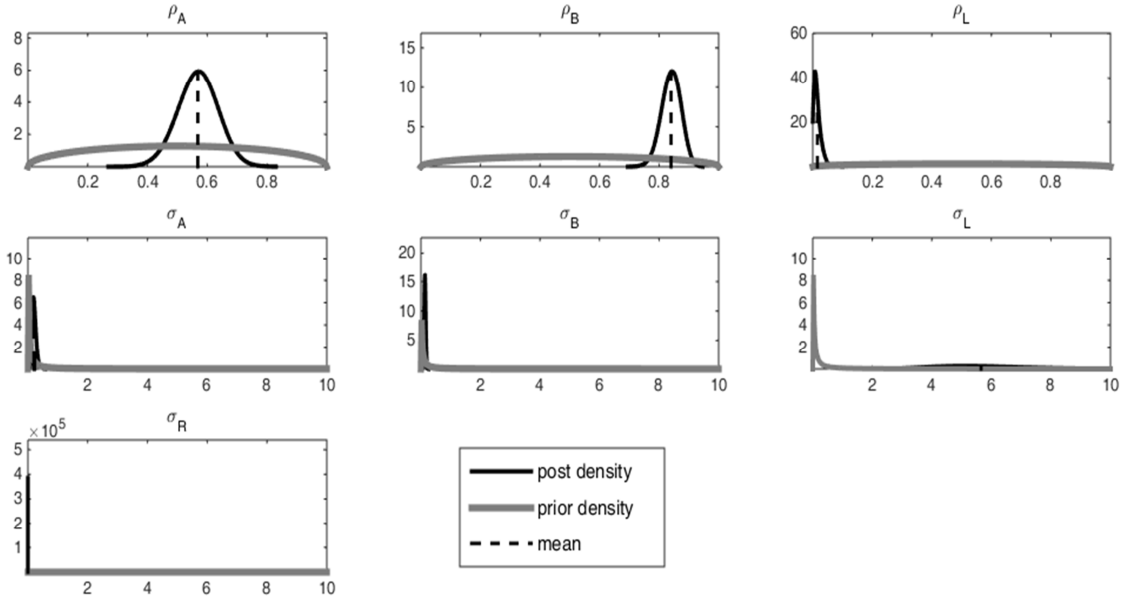 ρA ρB ρL
8 6 4 2 0.2 0.4 0.6 0.8
15 10 5 0.2 0.4 0.6 0.8
60 40 20 0.2 0.4 0.6 0.8
σA σB σL
10 8 6 4 2 2 4 6 8 10
20 15 10 5 2 4 6 8 10
10 8 6 4 2 2 4 6 8 10
σR
×10^5
5 4 3 2 1 2 4 6 8 10
post density
prior density
mean